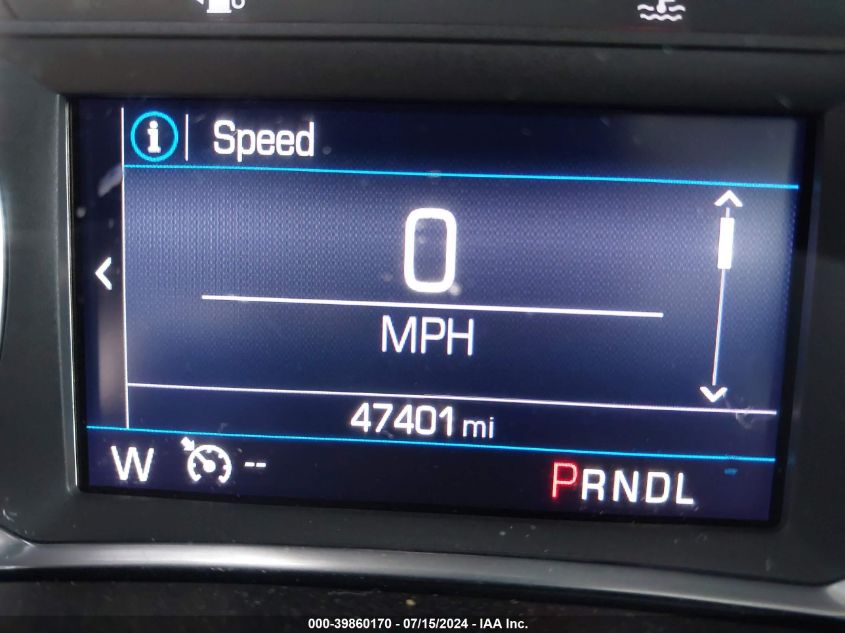 i Speed
0
MPH
47401 mi
W -- PRNDL
000-39860170 - 07/15/2024 - IAA Inc.